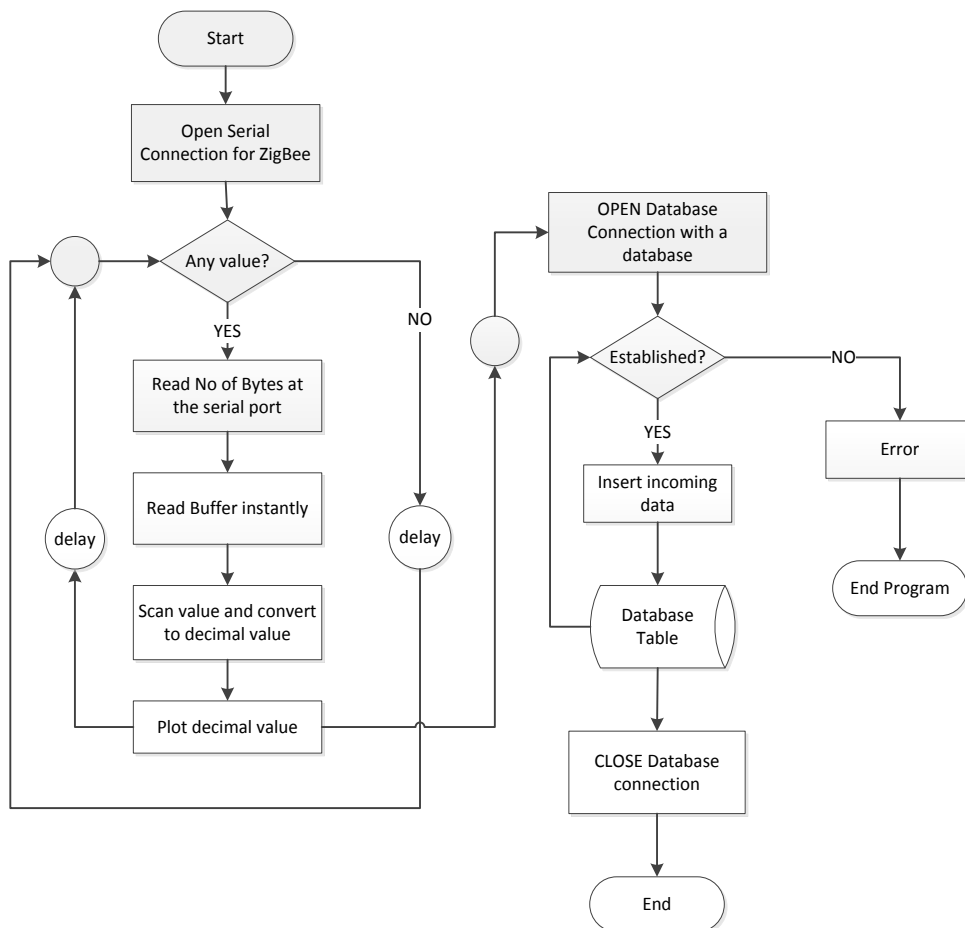 Start
Open Serial
Connection for ZigBee
Any value?
YES
NO
Read No of Bytes at
the serial port
Read Buffer instantly
delay
delay
Scan value and convert
to decimal value
Plot decimal value
OPEN Database
Connection with a
database
Established?
NO
YES
Error
Insert incoming
data
End Program
Database
Table
CLOSE Database
connection
End